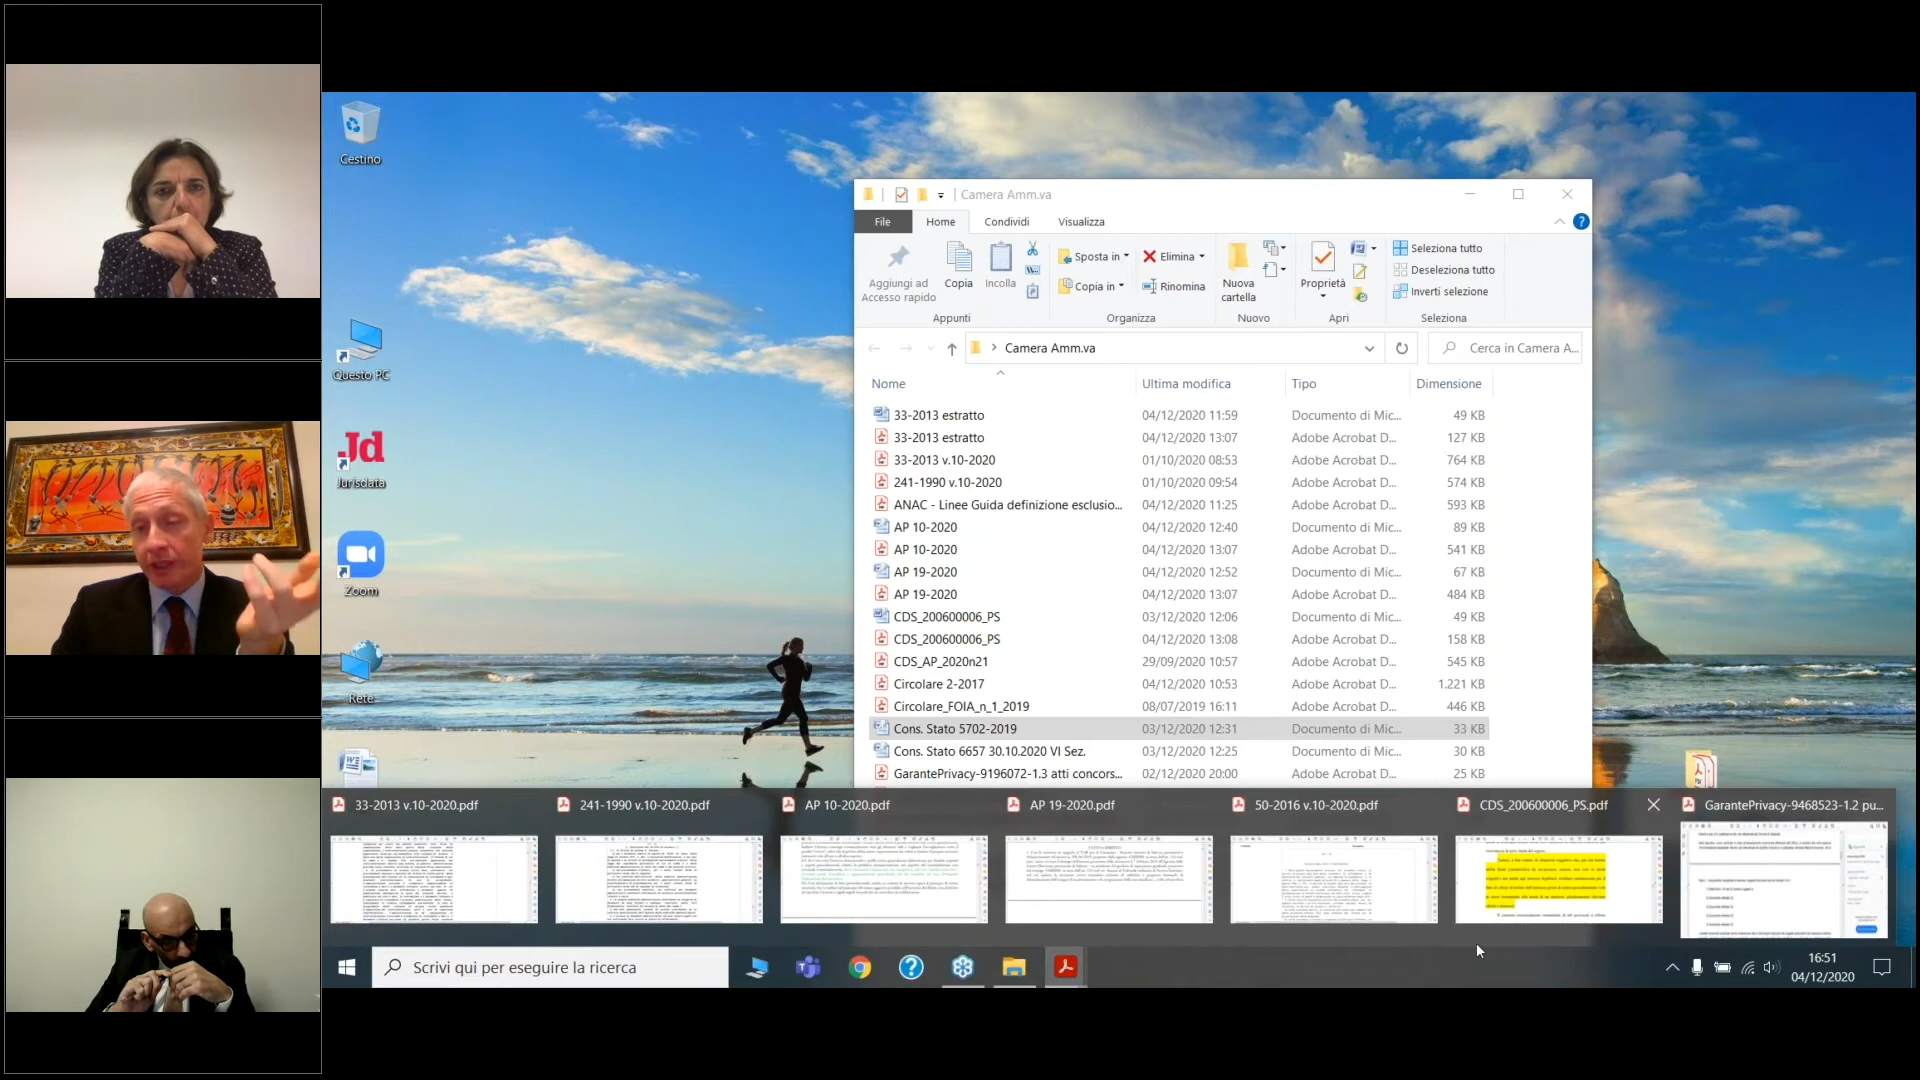 Cestino
Questo PC
Jd
Jurisdata
Zoom
Rete
Camera Amm.va
File
Home
Condividi
Visualizza
Aggiungi ad
Accesso rapido
Copia
Incolla
Appunti
Sposta in
Copia in
Elimina
Rinomina
Organizza
Nuova
cartella
Nuovo
Proprietà
Apri
Seleziona tutto
Deseleziona tutto
Inverti selezione
Seleziona
Camera Amm.va
Cerca in Camera A...
Nome Ultima modifica Tipo Dimensione
33-2013 estratto 04/12/2020 11:59 Documento di Mic... 49 KB
33-2013 estratto 04/12/2020 13:07 Adobe Acrobat D... 127 KB
33-2013 v.10-2020 01/10/2020 08:53 Adobe Acrobat D... 764 KB
241-1990 v.10-2020 01/10/2020 09:54 Adobe Acrobat D... 574 KB
ANAC - Linee Guida definizione esclusio... 04/12/2020 11:25 Adobe Acrobat D... 593 KB
AP 10-2020 04/12/2020 12:40 Documento di Mic... 89 KB
AP 10-2020 04/12/2020 13:07 Adobe Acrobat D... 541 KB
AP 19-2020 04/12/2020 12:52 Documento di Mic... 67 KB
AP 19-2020 04/12/2020 13:07 Adobe Acrobat D... 484 KB
CDS_200600006_PS 03/12/2020 12:06 Documento di Mic... 49 KB
CDS_200600006_PS 04/12/2020 13:08 Adobe Acrobat D... 158 KB
CDS_AP_2020n21 29/09/2020 10:57 Adobe Acrobat D... 545 KB
Circolare 2-2017 04/12/2020 10:53 Adobe Acrobat D... 1.221 KB
Circolare_FOIA_n_1_2019 08/07/2019 16:11 Adobe Acrobat D... 446 KB
Cons. Stato 5702-2019 03/12/2020 12:31 Documento di Mic... 33 KB
Cons. Stato 6657 30.10.2020 VI Sez. 03/12/2020 12:25 Documento di Mic... 30 KB
GarantePrivacy-9196072-1.3 atti concors... 02/12/2020 20:00 Adobe Acrobat D... 25 KB
33-2013 v.10-2020.pdf
241-1990 v.10-2020.pdf
AP 10-2020.pdf
AP 19-2020.pdf
50-2016 v.10-2020.pdf
CDS_200600006_PS.pdf
GarantePrivacy-9468523-1.2 pu...
Scrivi qui per eseguire la ricerca
16:51
04/12/2020